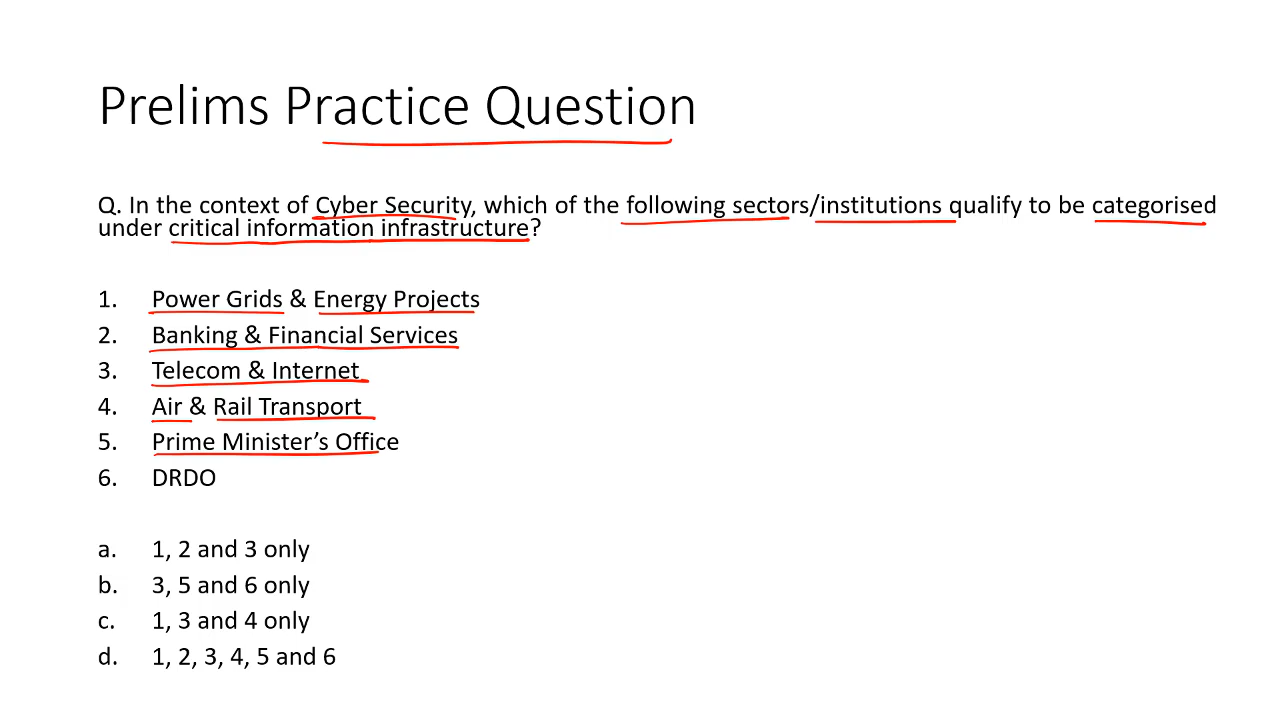 Prelims Practice Question
Q. In the context of Cyber Security, which of the following sectors/institutions qualify to be categorised
under critical information infrastructure?
1. Power Grids & Energy Projects
2. Banking & Financial Services
3. Telecom & Internet
4. Air & Rail Transport
5. Prime Minister’s Office
6. DRDO
a. 1, 2 and 3 only
b. 3, 5 and 6 only
c. 1, 3 and 4 only
d. 1, 2, 3, 4, 5 and 6